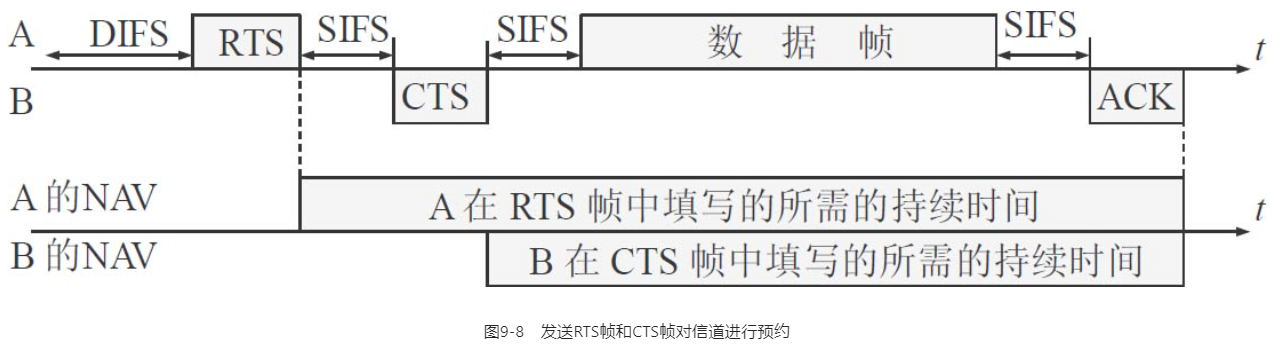 A DIFS RTS SIFS SIFS 数 据 帧 SIFS t
B CTS ACK
A 的NAV A 在 RTS 帧中填写的所需的持续时间 t
B 的NAV B 在 CTS 帧中填写的所需的持续时间
图9-8 发送RTS帧和CTS帧对信道进行预约